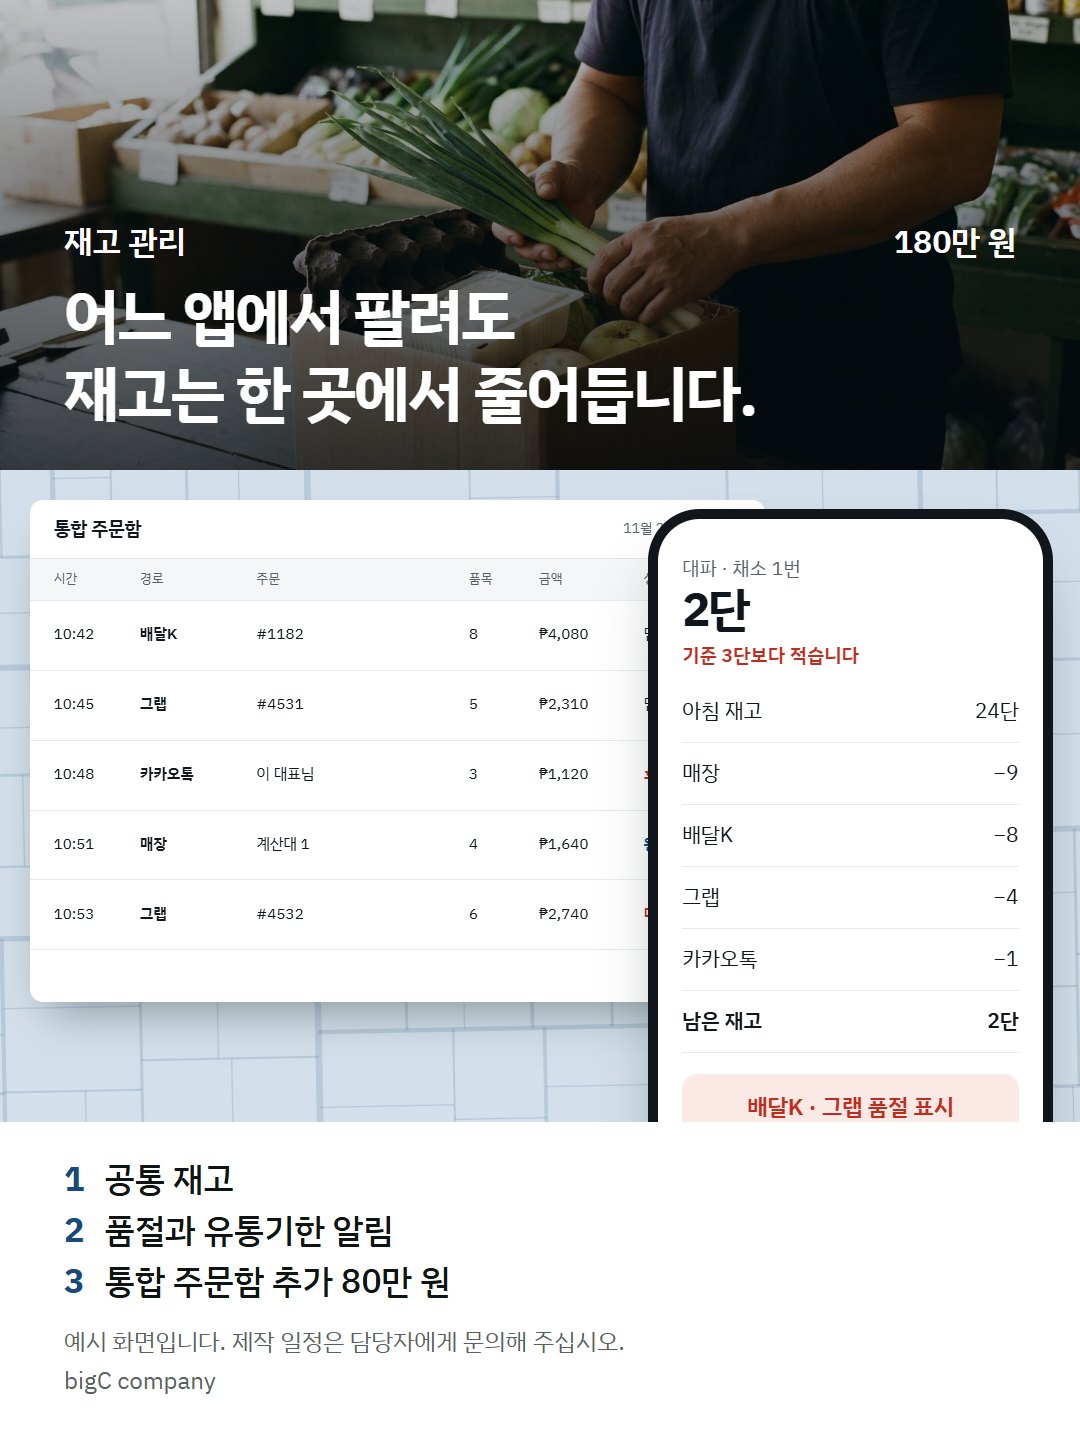 재고 관리
180만 원
어느 앱에서 팔려도
재고는 한 곳에서 줄어듭니다.
통합 주문함
11월
시간 경로 주문 품목 금액
10:42 배달K #1182 8 ₱4,080
10:45 그랩 #4531 5 ₱2,310
10:48 카카오톡 이 대표님 3 ₱1,120
10:51 매장 계산대 1 4 ₱1,640
10:53 그랩 #4532 6 ₱2,740
대파 · 채소 1번
2단
기준 3단보다 적습니다
아침 재고 24단
매장 −9
배달K −8
그랩 −4
카카오톡 −1
남은 재고 2단
배달K · 그랩 품절 표시
1 공통 재고
2 품절과 유통기한 알림
3 통합 주문함 추가 80만 원
예시 화면입니다. 제작 일정은 담당자에게 문의해 주십시오.
bigC company